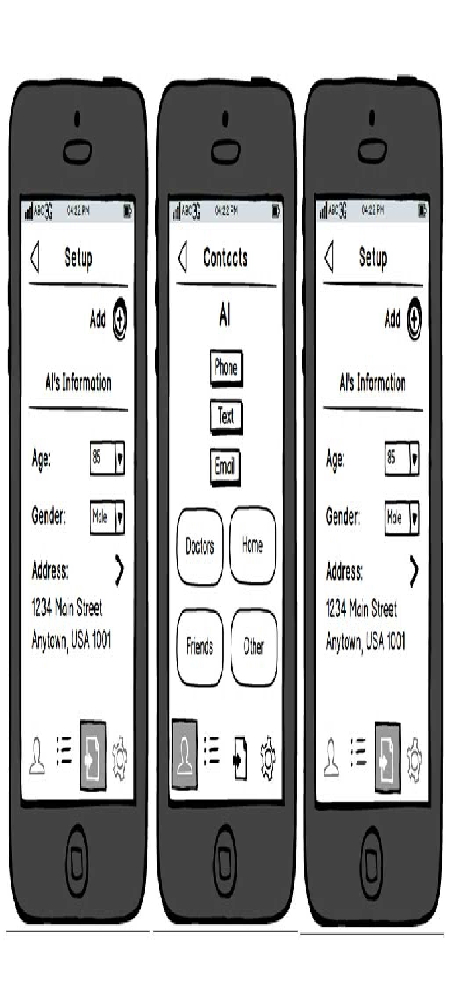 ABC 3G 04:22 PM
Setup
Add
Al's Information
Age: 85
Gender: Male
Address:
1234 Main Street
Anytown, USA 1001
ABC 3G 04:22 PM
Contacts
Al
Phone
Text
Email
Doctors Home
Friends Other
ABC 3G 04:22 PM
Setup
Add
Al's Information
Age: 85
Gender: Male
Address:
1234 Main Street
Anytown, USA 1001